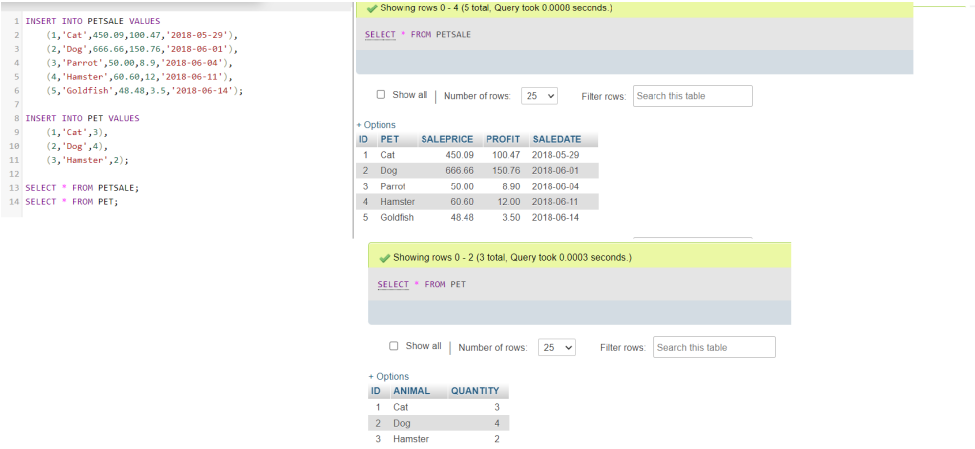 1 INSERT INTO PETSALE VALUES
2 (1,'Cat',450.09,100.47,'2018-05-29'),
3 (2,'Dog',666.66,150.76,'2018-06-01'),
4 (3,'Parrot',50.00,8.9,'2018-06-04'),
5 (4,'Hamster',60.60,12,'2018-06-11'),
6 (5,'Goldfish',48.48,3.5,'2018-06-14');
7
8 INSERT INTO PET VALUES
9 (1,'Cat',3),
10 (2,'Dog',4),
11 (3,'Hamster',2);
12
13 SELECT * FROM PETSALE;
14 SELECT * FROM PET;
Showing rows 0 - 4 (5 total, Query took 0.0008 seconds.)
SELECT * FROM PETSALE
Show all | Number of rows: 25 Filter rows: Search this table
+ Options
ID PET SALEPRICE PROFIT SALEDATE
1 Cat 450.09 100.47 2018-05-29
2 Dog 666.66 150.76 2018-06-01
3 Parrot 50.00 8.90 2018-06-04
4 Hamster 60.60 12.00 2018-06-11
5 Goldfish 48.48 3.50 2018-06-14
Showing rows 0 - 2 (3 total, Query took 0.0003 seconds.)
SELECT * FROM PET
Show all | Number of rows: 25 Filter rows: Search this table
+ Options
ID ANIMAL QUANTITY
1 Cat 3
2 Dog 4
3 Hamster 2